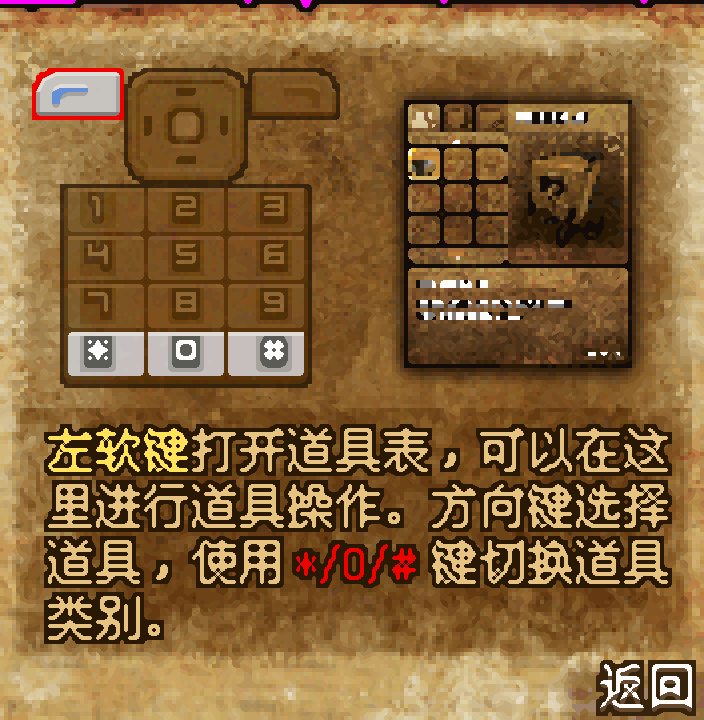 1 2 3
4 5 6
7 8 9
* 0 #
左软键打开道具表，可以在这
里进行道具操作。方向键选择
道具，使用 */0/# 键切换道具
类别。
返回